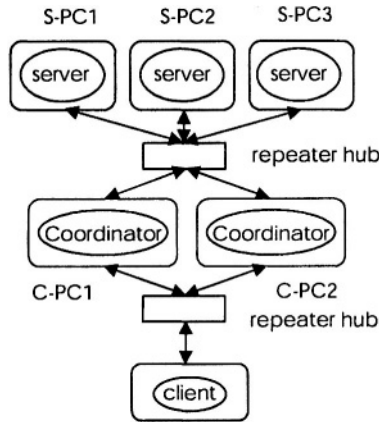 S-PC1 S-PC2 S-PC3
server server server
repeater hub
Coordinator Coordinator
C-PC1 C-PC2
repeater hub
client